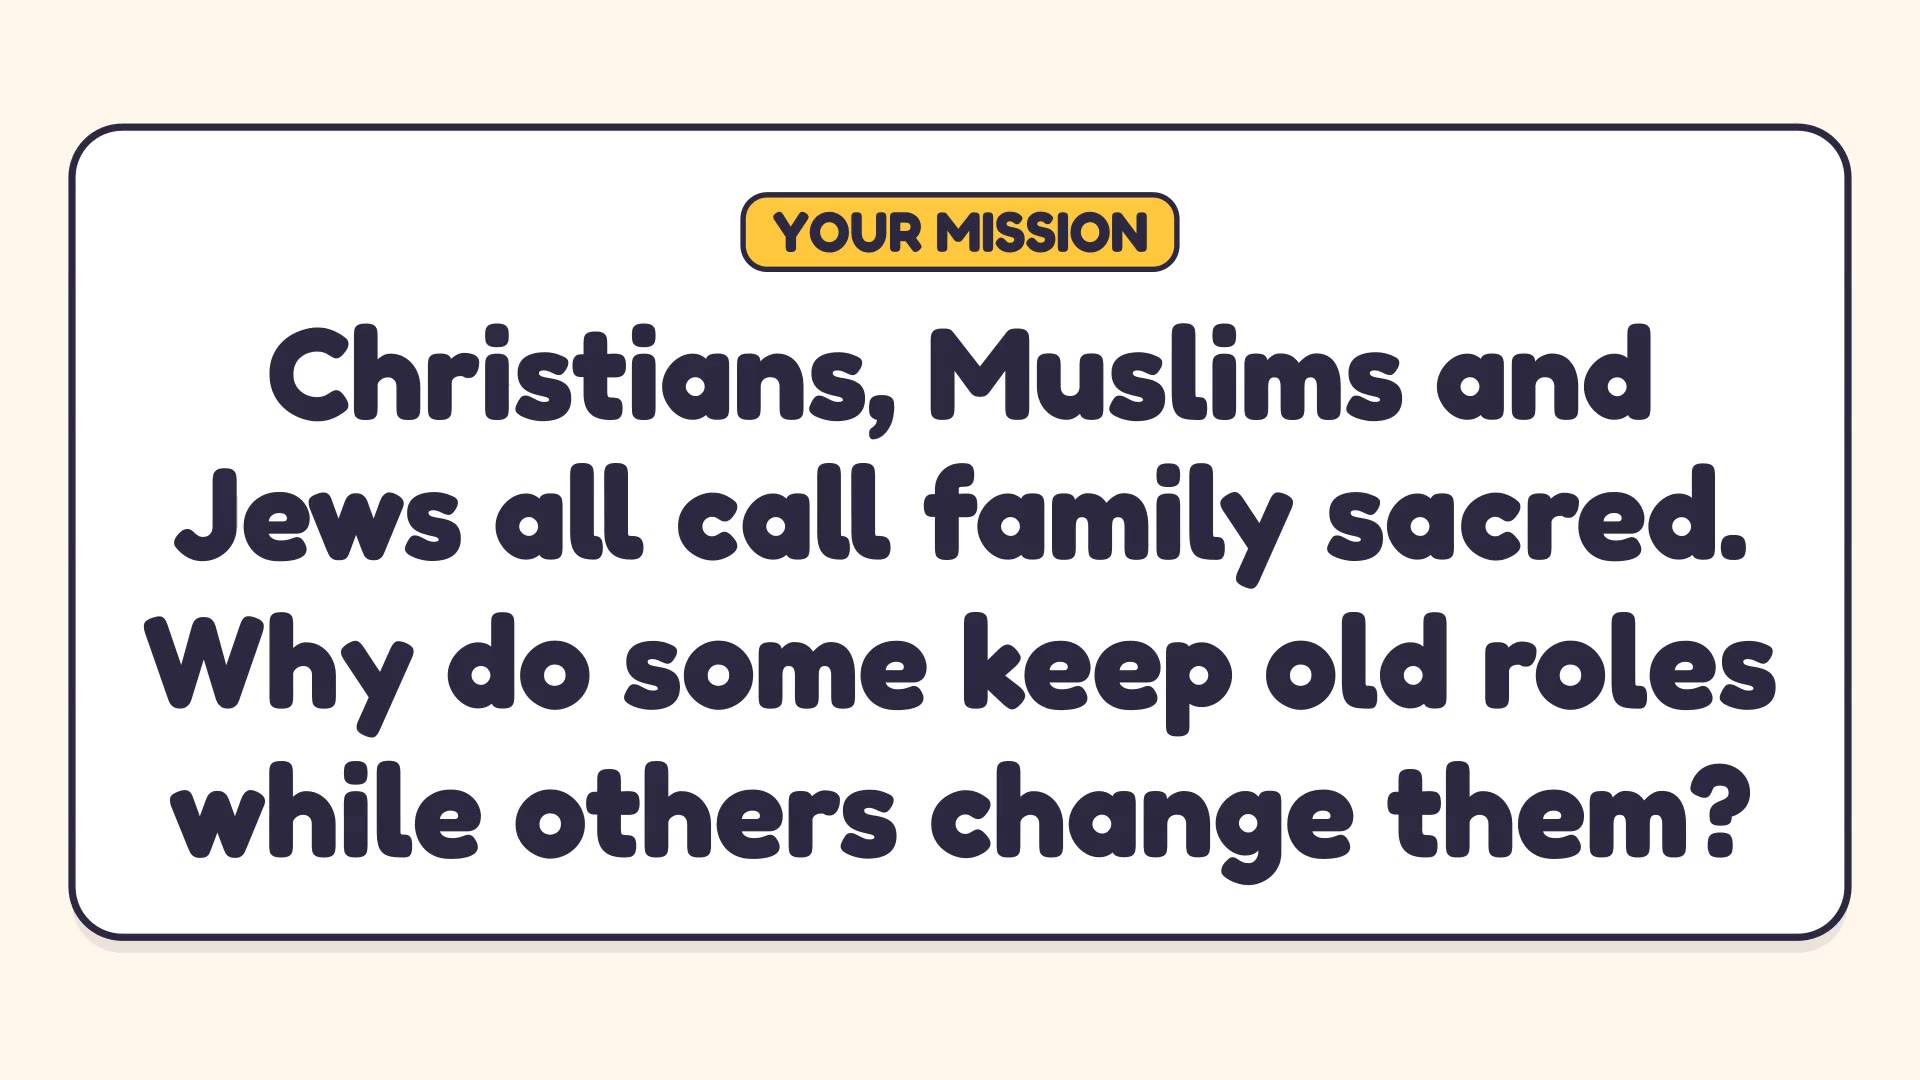 YOUR MISSION
Christians, Muslims and
Jews all call family sacred.
Why do some keep old roles
while others change them?